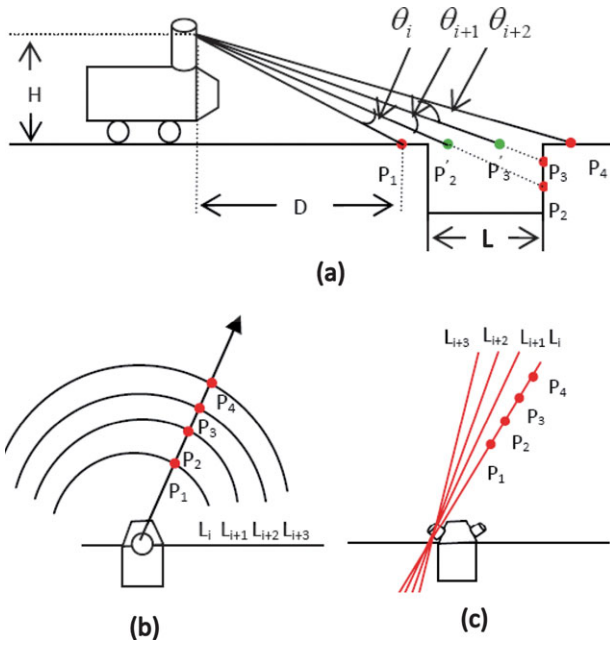 θᵢ θᵢ₊₁ θᵢ₊₂
H
P₁ P′₂ P′₃ P₃ P₄
P₂
D
L
(a)
P₄
P₃
P₂
P₁
Lᵢ Lᵢ₊₁ Lᵢ₊₂ Lᵢ₊₃
(b)
Lᵢ₊₃ Lᵢ₊₂ Lᵢ₊₁ Lᵢ
P₄
P₃
P₂
P₁
(c)